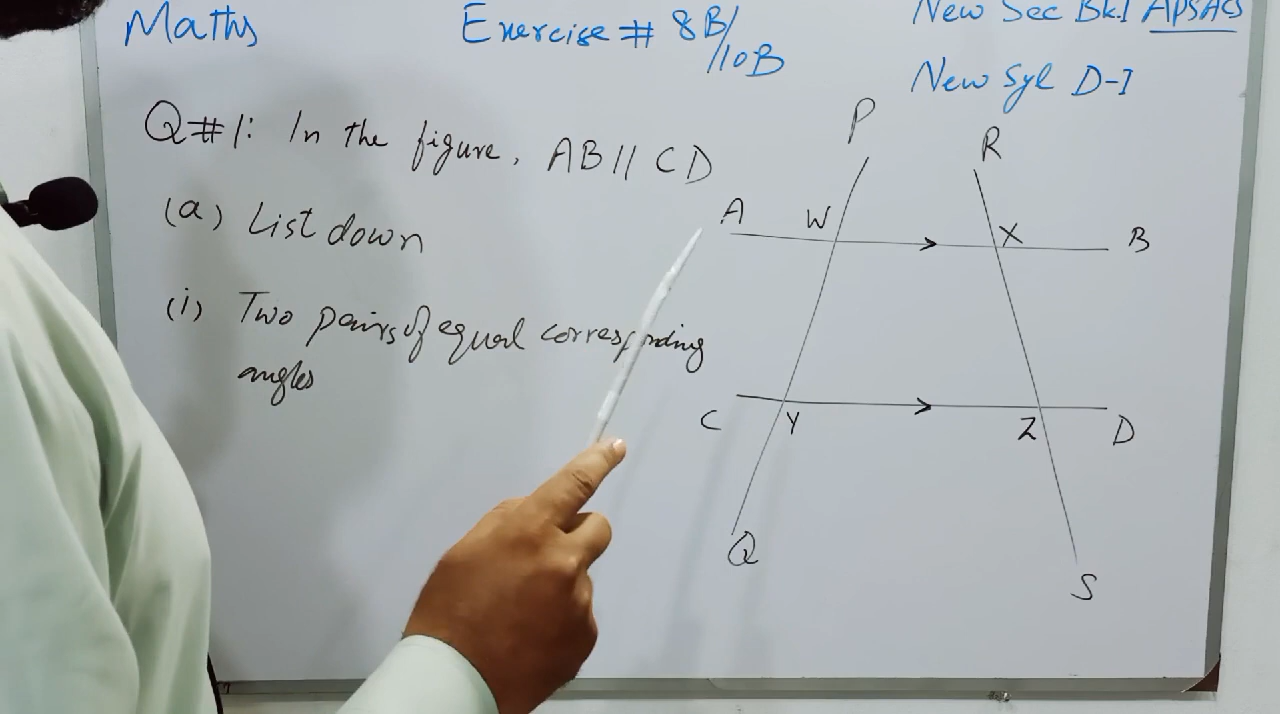 Maths
Exercise # 8B/
/10B
New Sec Bk.1 APSACS
New Syl D-1
Q#1: In the figure, AB//CD
(a) List down
(i) Two pairs of equal corresponding
angles
P
R
A
W
X
B
C
Y
Z
D
Q
S